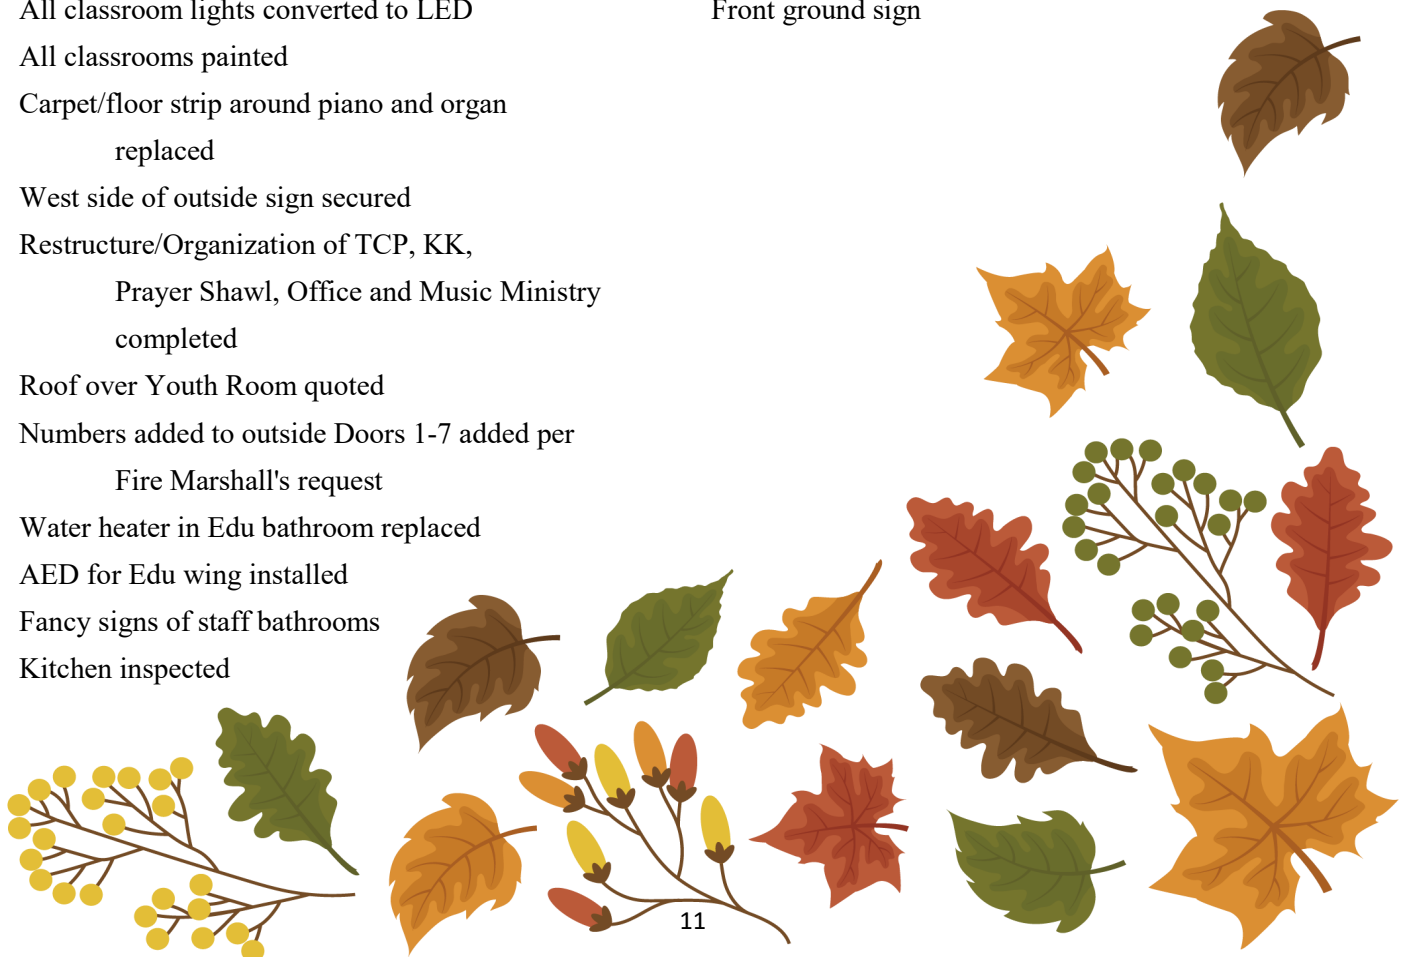 All classroom lights converted to LED
All classrooms painted
Carpet/floor strip around piano and organ
replaced
West side of outside sign secured
Restructure/Organization of TCP, KK,
Prayer Shawl, Office and Music Ministry
completed
Roof over Youth Room quoted
Numbers added to outside Doors 1-7 added per
Fire Marshall's request
Water heater in Edu bathroom replaced
AED for Edu wing installed
Fancy signs of staff bathrooms
Kitchen inspected
Front ground sign
11